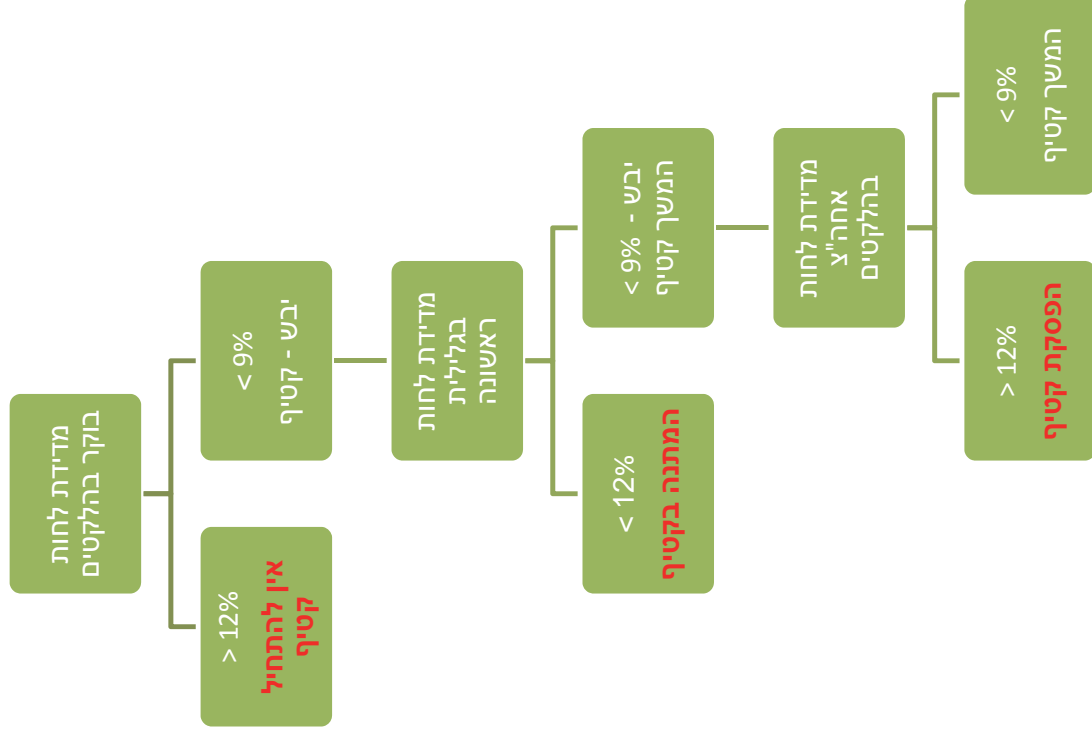 מדידת לחות
בוקר בהלקטים
< 9%
יבש - קטיף
> 12%
אין להתחיל
קטיף
מדידת לחות
בגלילית
ראשונה
יבש - < 9%
המשך קטיף
< 12%
המתנה בקטיף
מדידת לחות
אחה"צ
בהלקטים
< 9%
המשך קטיף
> 12%
הפסקת קטיף